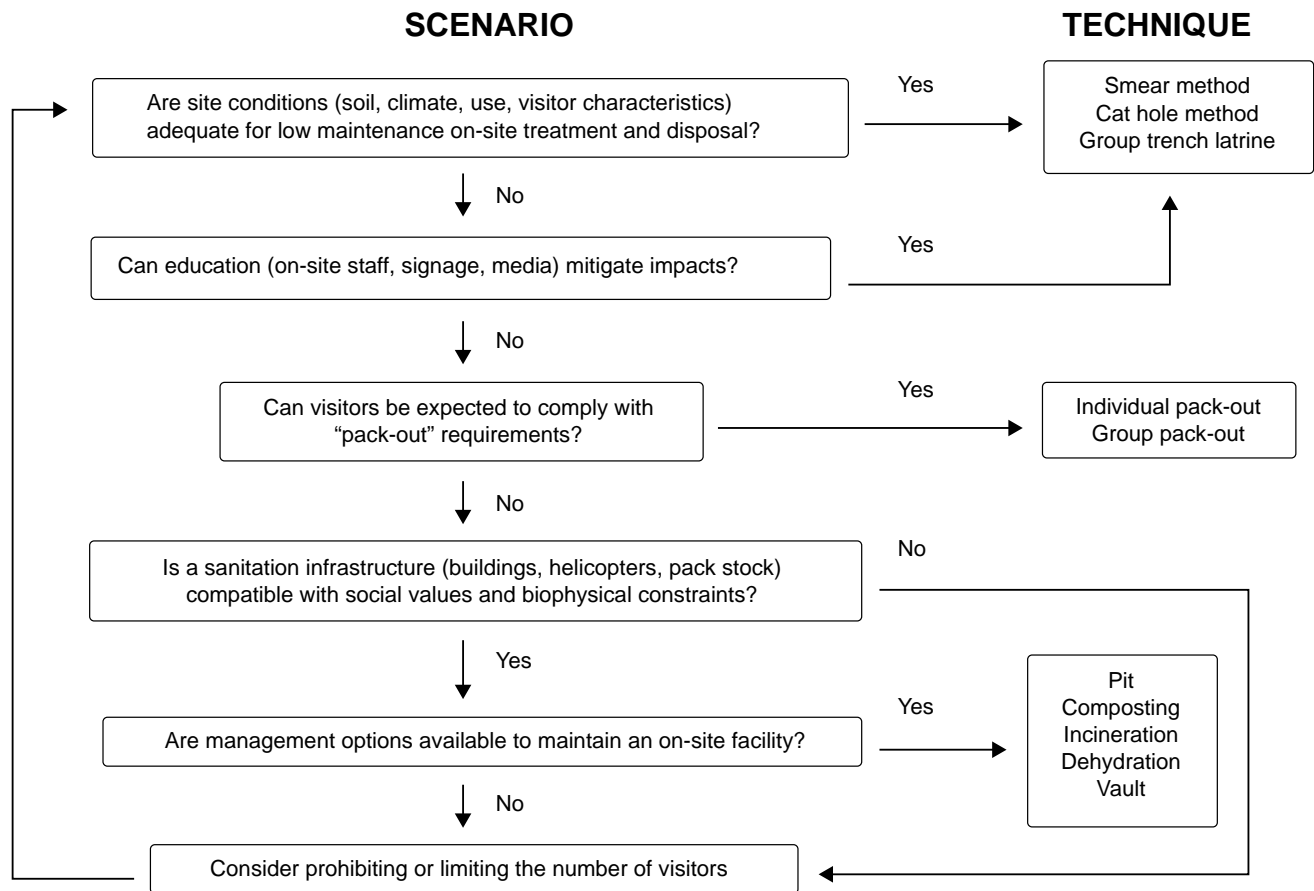 SCENARIO
TECHNIQUE
Are site conditions (soil, climate, use, visitor characteristics)
adequate for low maintenance on-site treatment and disposal?
Yes
Smear method
Cat hole method
Group trench latrine
No
Can education (on-site staff, signage, media) mitigate impacts?
Yes
No
Can visitors be expected to comply with
“pack-out” requirements?
Yes
Individual pack-out
Group pack-out
No
Is a sanitation infrastructure (buildings, helicopters, pack stock)
compatible with social values and biophysical constraints?
No
Yes
Are management options available to maintain an on-site facility?
Yes
Pit
Composting
Incineration
Dehydration
Vault
No
Consider prohibiting or limiting the number of visitors